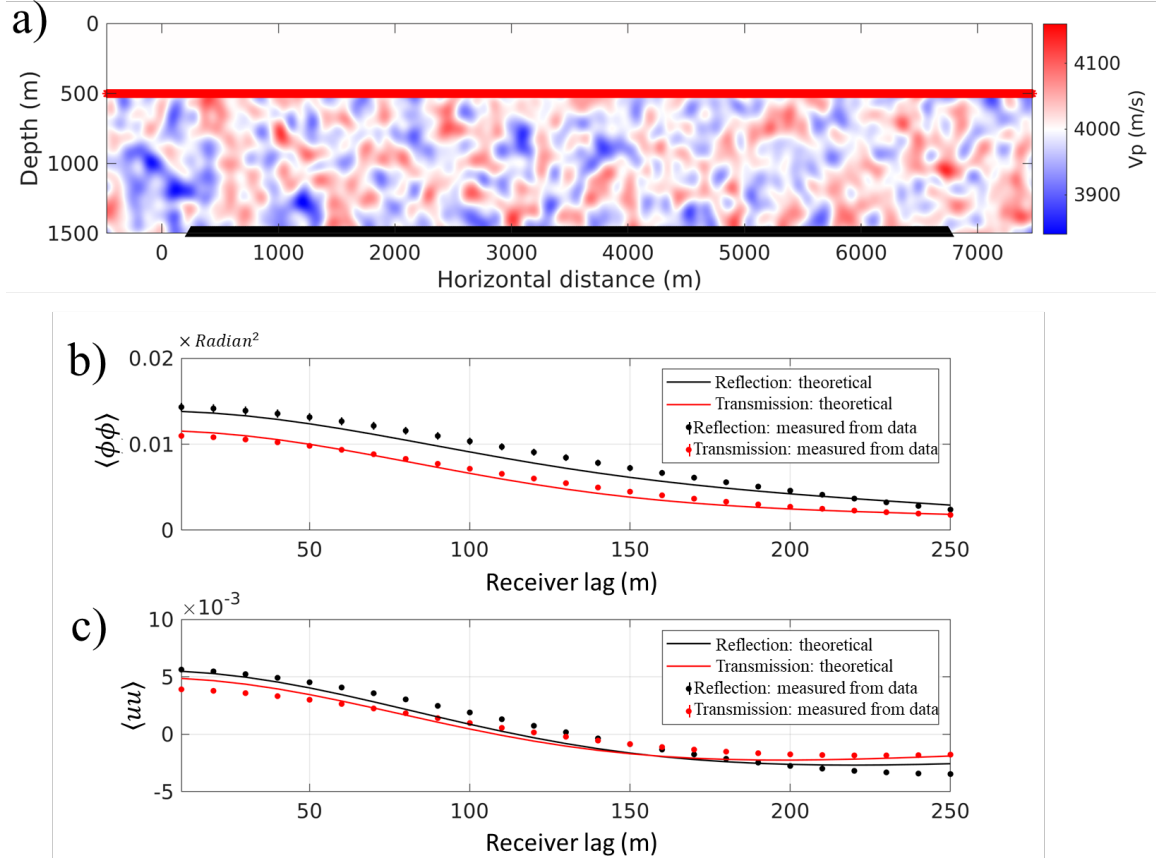 a)
0
500
1000
1500
Depth (m)
0
1000
2000
3000
4000
5000
6000
7000
Horizontal distance (m)
4100
4000
3900
Vp (m/s)
b)
× Radian²
0.02
0.01
0
⟨ϕϕ⟩
Reflection: theoretical
Transmission: theoretical
Reflection: measured from data
Transmission: measured from data
50
100
150
200
250
Receiver lag (m)
c)
×10⁻³
10
5
0
-5
⟨uu⟩
Reflection: theoretical
Transmission: theoretical
Reflection: measured from data
Transmission: measured from data
50
100
150
200
250
Receiver lag (m)